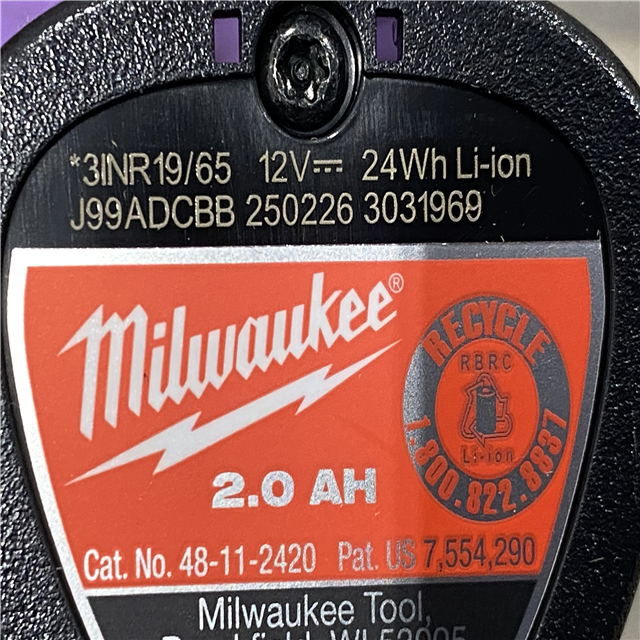 *3INR19/65 12V⎓ 24Wh Li-ion
J99ADCBB 250226 3031969
Milwaukee®
RECYCLE
RBRC
Li-ion
1.800.822.8837
2.0 AH
Cat. No. 48-11-2420 Pat. US 7,554,290
Milwaukee Tool,